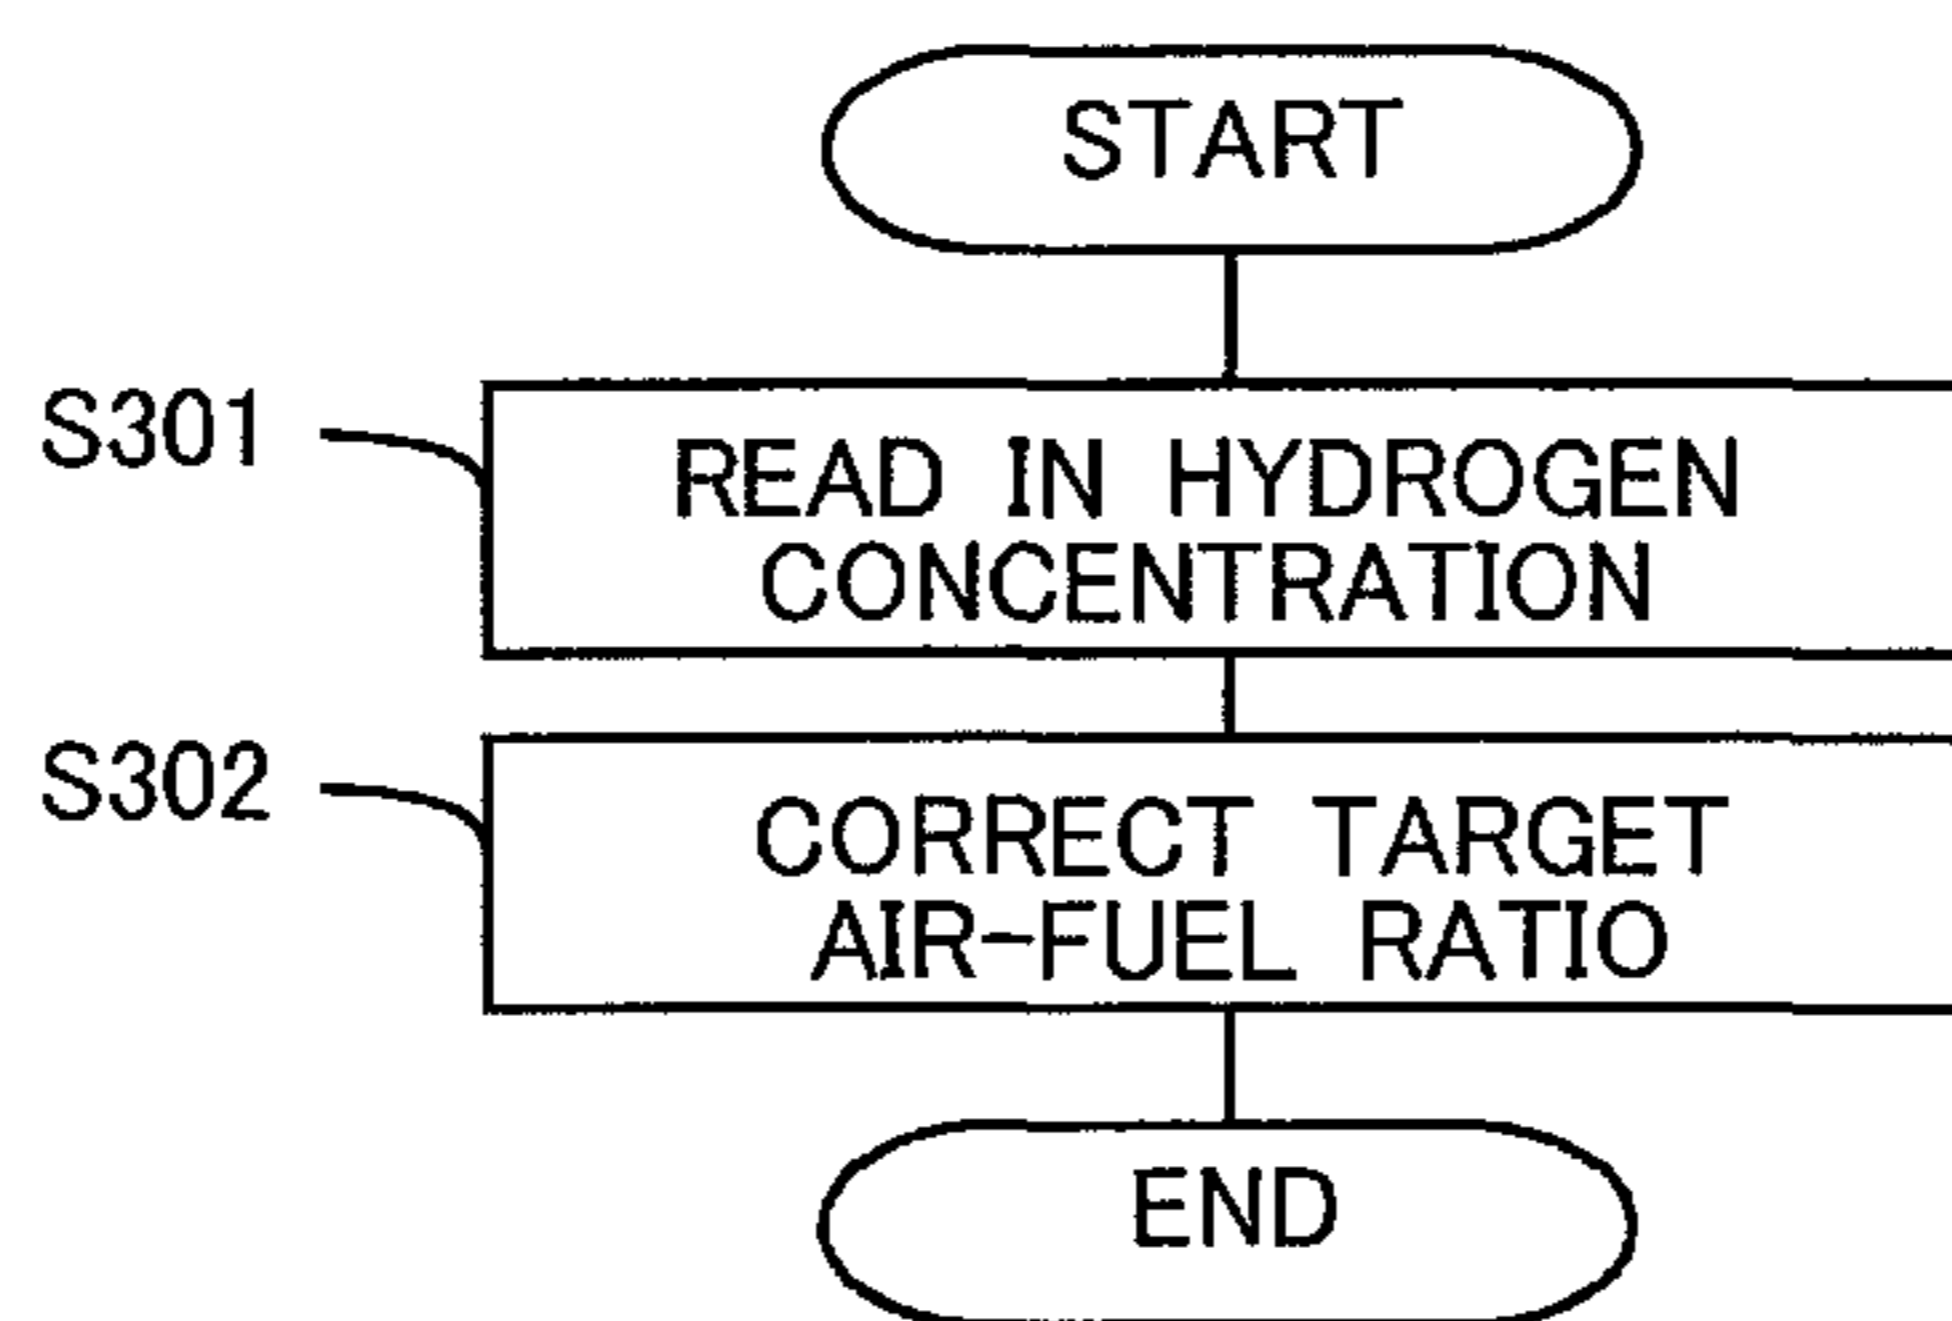 START
S301
READ IN HYDROGEN
CONCENTRATION
S302
CORRECT TARGET
AIR-FUEL RATIO
END